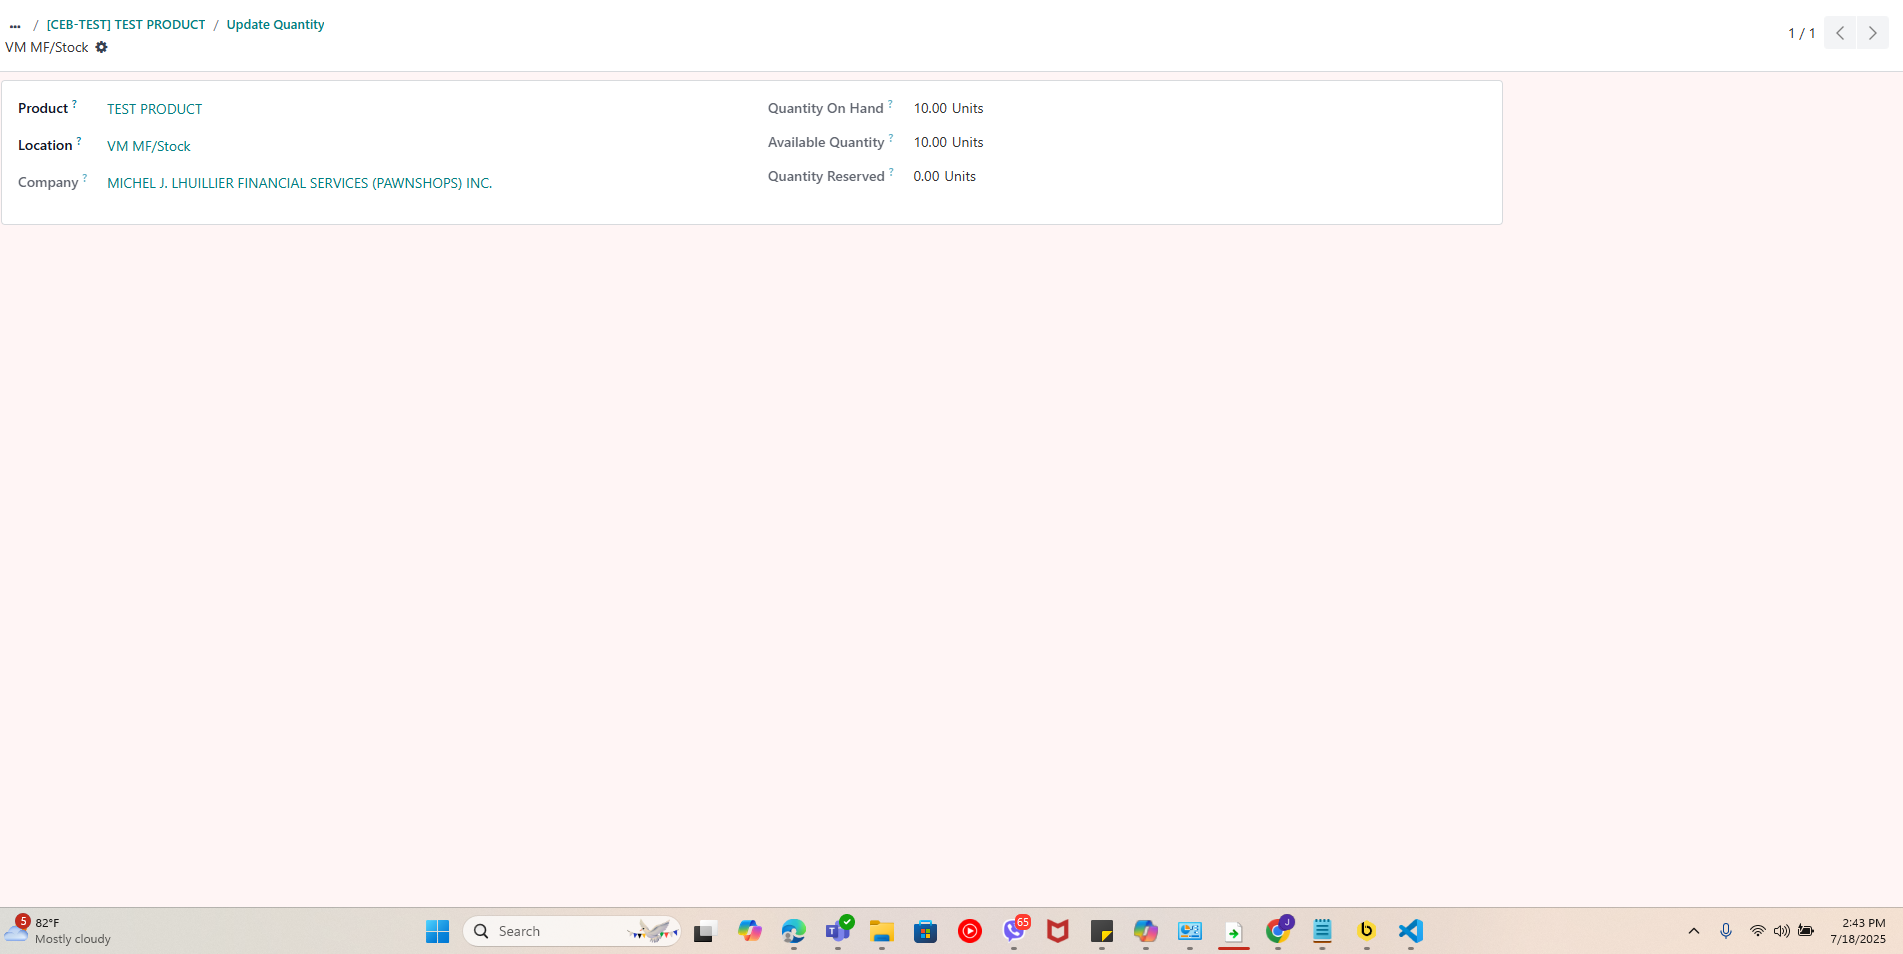 ... / [CEB-TEST] TEST PRODUCT / Update Quantity
VM MF/Stock
1 / 1
Product ? TEST PRODUCT
Location ? VM MF/Stock
Company ? MICHEL J. LHUILLIER FINANCIAL SERVICES (PAWNSHOPS) INC.
Quantity On Hand ? 10.00 Units
Available Quantity ? 10.00 Units
Quantity Reserved ? 0.00 Units
5
82°F
Mostly cloudy
Search
T
65
J
b
2:43 PM
7/18/2025